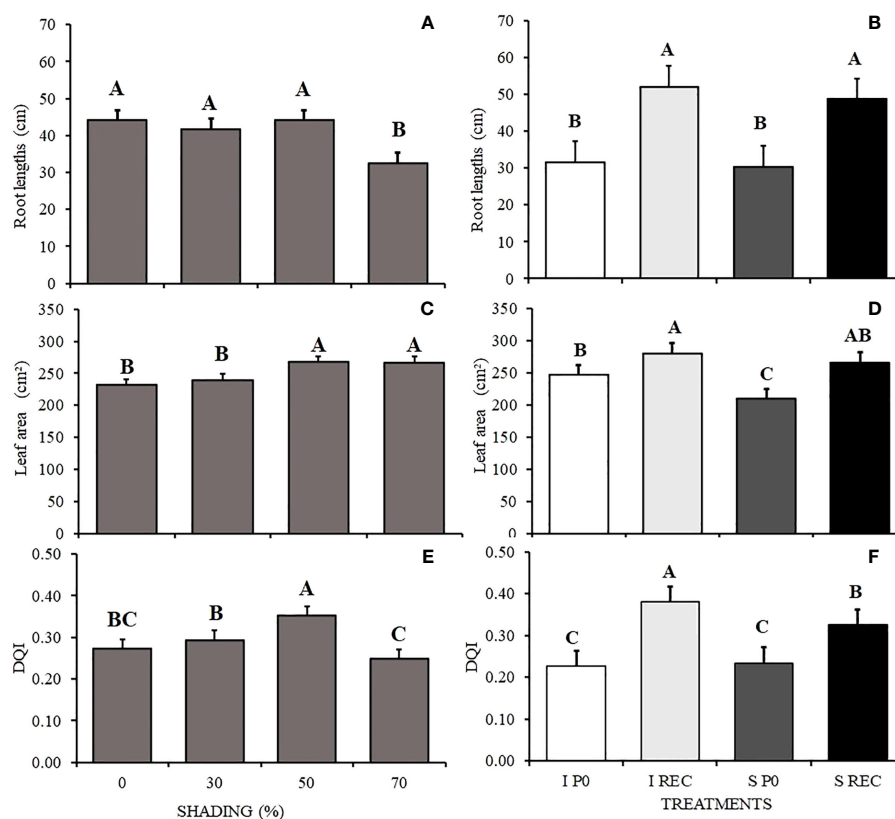 A
Root lengths (cm)
70
60
50
40
30
20
10
0
A
A
A
B
B
Root lengths (cm)
70
60
50
40
30
20
10
0
B
A
B
A
C
Leaf area (cm²)
350
300
250
200
150
100
50
0
B
B
A
A
D
Leaf area (cm²)
350
300
250
200
150
100
50
0
B
A
C
AB
E
DQI
0.50
0.40
0.30
0.20
0.10
0.00
BC
B
A
C
0 30 50 70
SHADING (%)
F
DQI
0.50
0.40
0.30
0.20
0.10
0.00
C
A
C
B
I P0 I REC S P0 S REC
TREATMENTS